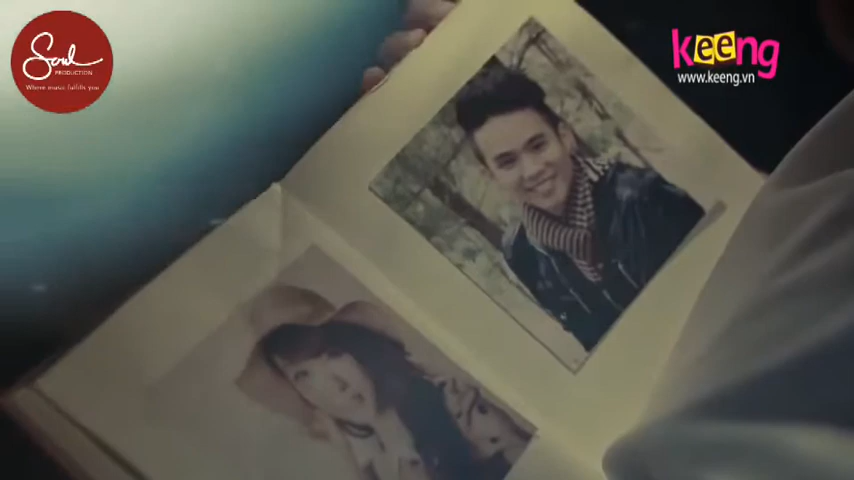 Soul
PRODUCTION
Where music fulfills you
keeng
www.keeng.vn